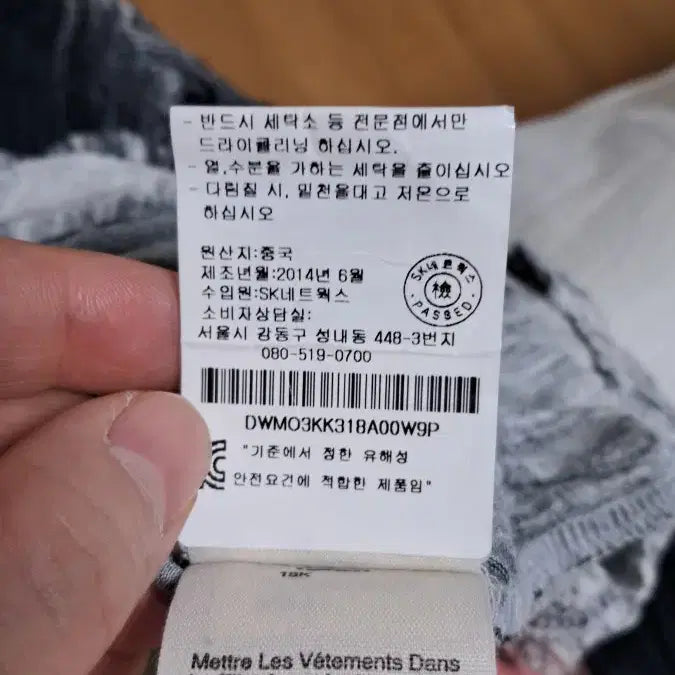 - 반드시 세탁소 등 전문점에서만
드라이클리닝 하십시오.
- 열,수분을 가하는 세탁을 줄이십시오
- 다림질 시, 밑천을대고 저온으로
하십시오
원산지:중국
제조년월:2014년 6월
수입원:SK네트웍스
소비자상담실:
서울시 강동구 성내동 448-3번지
080-519-0700
SK네트웍스
檢
PASSED
DWMO3KK318A00W9P
"기준에서 정한 유해성
안전요건에 적합한 제품임"
Mettre Les Vétements Dans